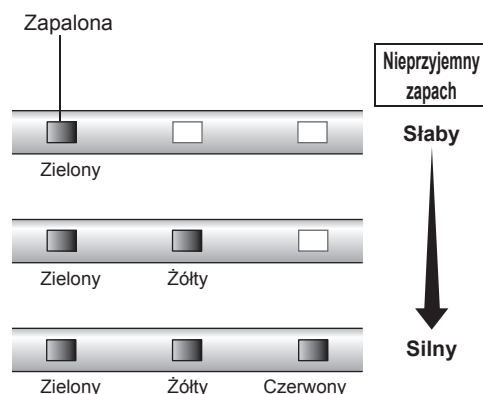 Zapalona
Nieprzyjemny
zapach
Słaby
Zielony
Zielony Żółty
Silny
Zielony Żółty Czerwony